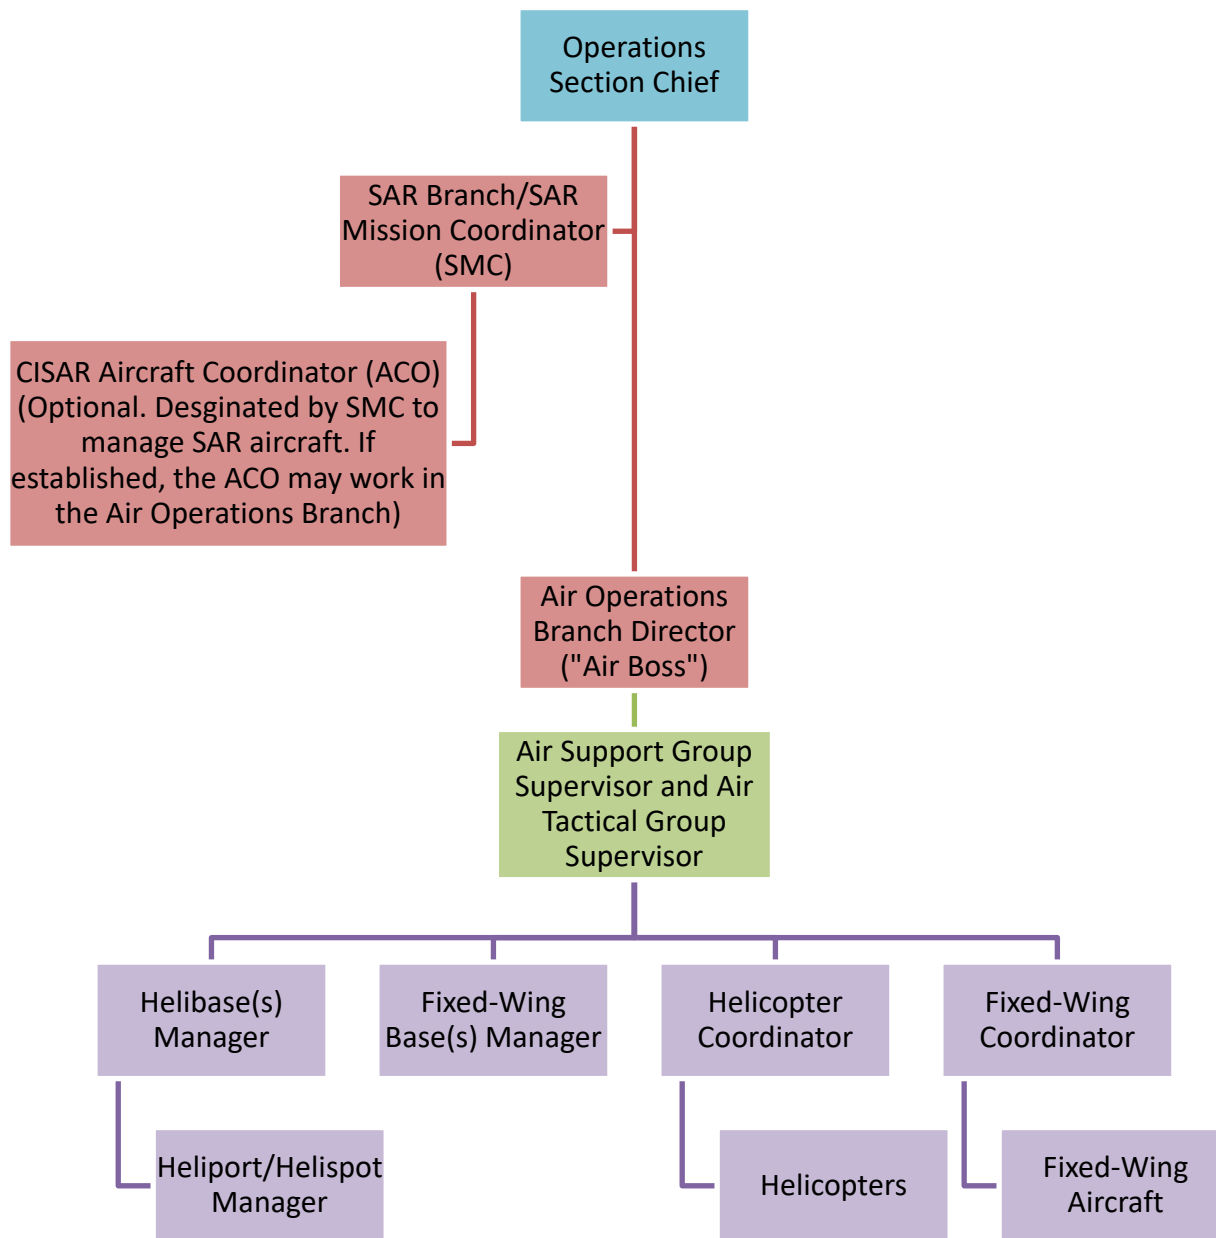 Operations
Section Chief
SAR Branch/SAR
Mission Coordinator
(SMC)
CISAR Aircraft Coordinator (ACO)
(Optional. Desginated by SMC to
manage SAR aircraft. If
established, the ACO may work in
the Air Operations Branch)
Air Operations
Branch Director
("Air Boss")
Air Support Group
Supervisor and Air
Tactical Group
Supervisor
Helibase(s)
Manager
Fixed-Wing
Base(s) Manager
Helicopter
Coordinator
Fixed-Wing
Coordinator
Heliport/Helispot
Manager
Helicopters
Fixed-Wing
Aircraft